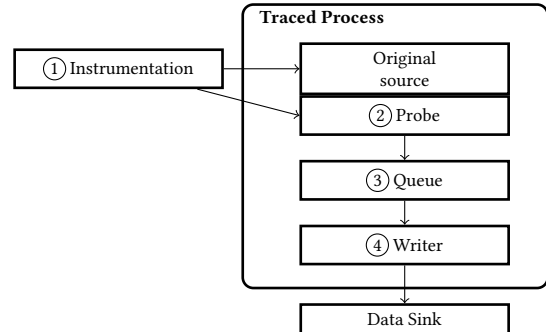 Traced Process
① Instrumentation
Original
source
② Probe
③ Queue
④ Writer
Data Sink